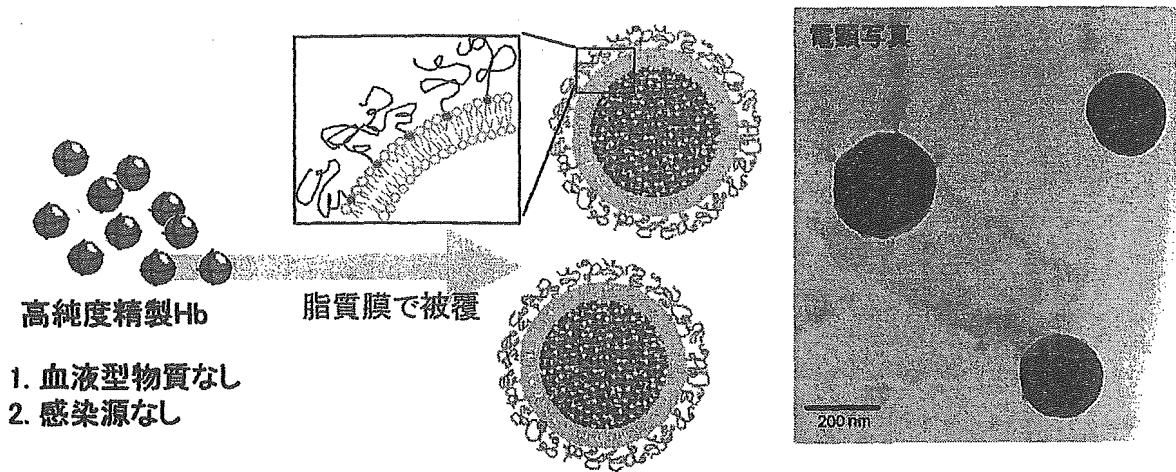 高純度精製Hb
1. 血液型物質なし
2. 感染源なし
脂質膜で被覆
電顕写真
200 nm